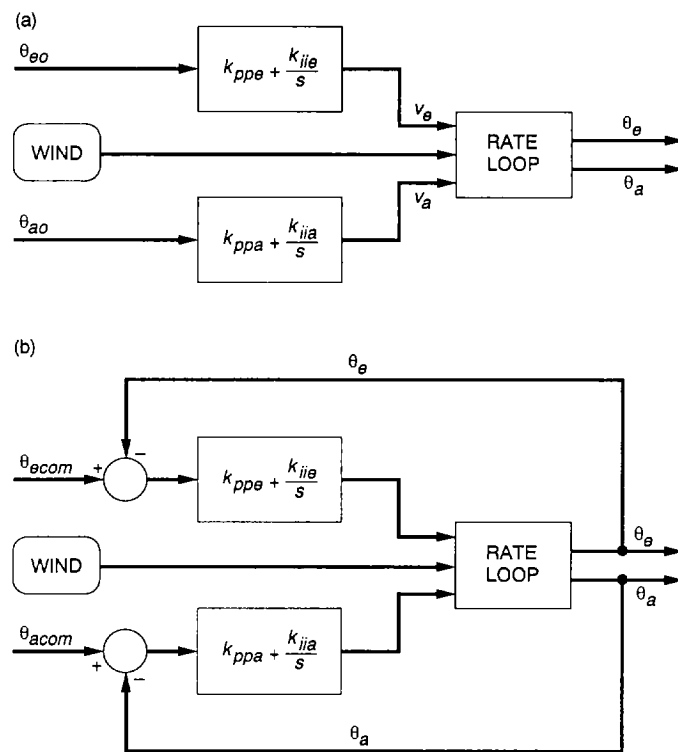 (a)
θeo
kppe + kiie/s
ve
WIND
RATE
LOOP
θe
θa
va
θao
kppa + kiia/s
(b)
θe
θecom
+
−
kppe + kiie/s
WIND
RATE
LOOP
θe
θa
θacom
+
−
kppa + kiia/s
θa